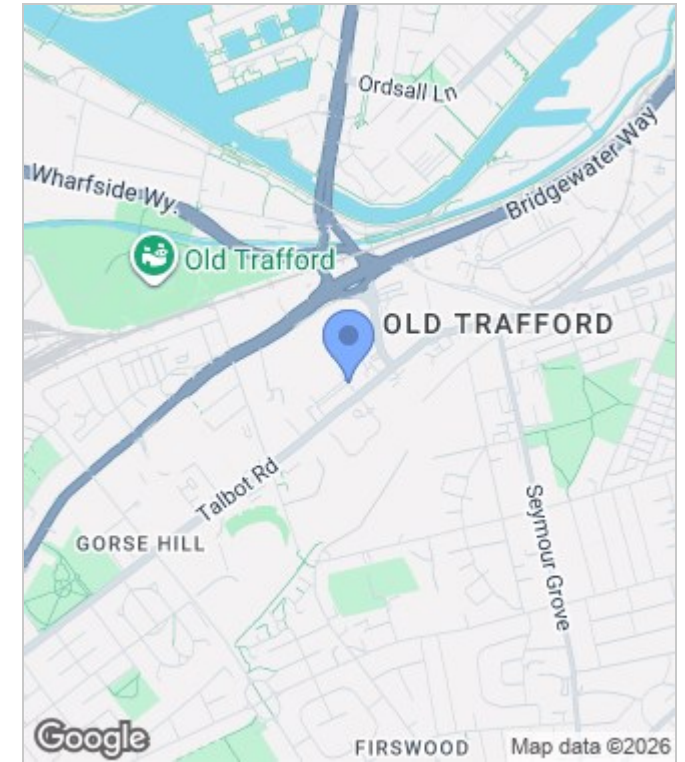 Ordsall Ln
Bridgewater Way
Wharfside Wy.
Old Trafford
OLD TRAFFORD
Talbot Rd
GORSE HILL
Seymour Grove
FIRSWOOD
Google
Map data ©2026